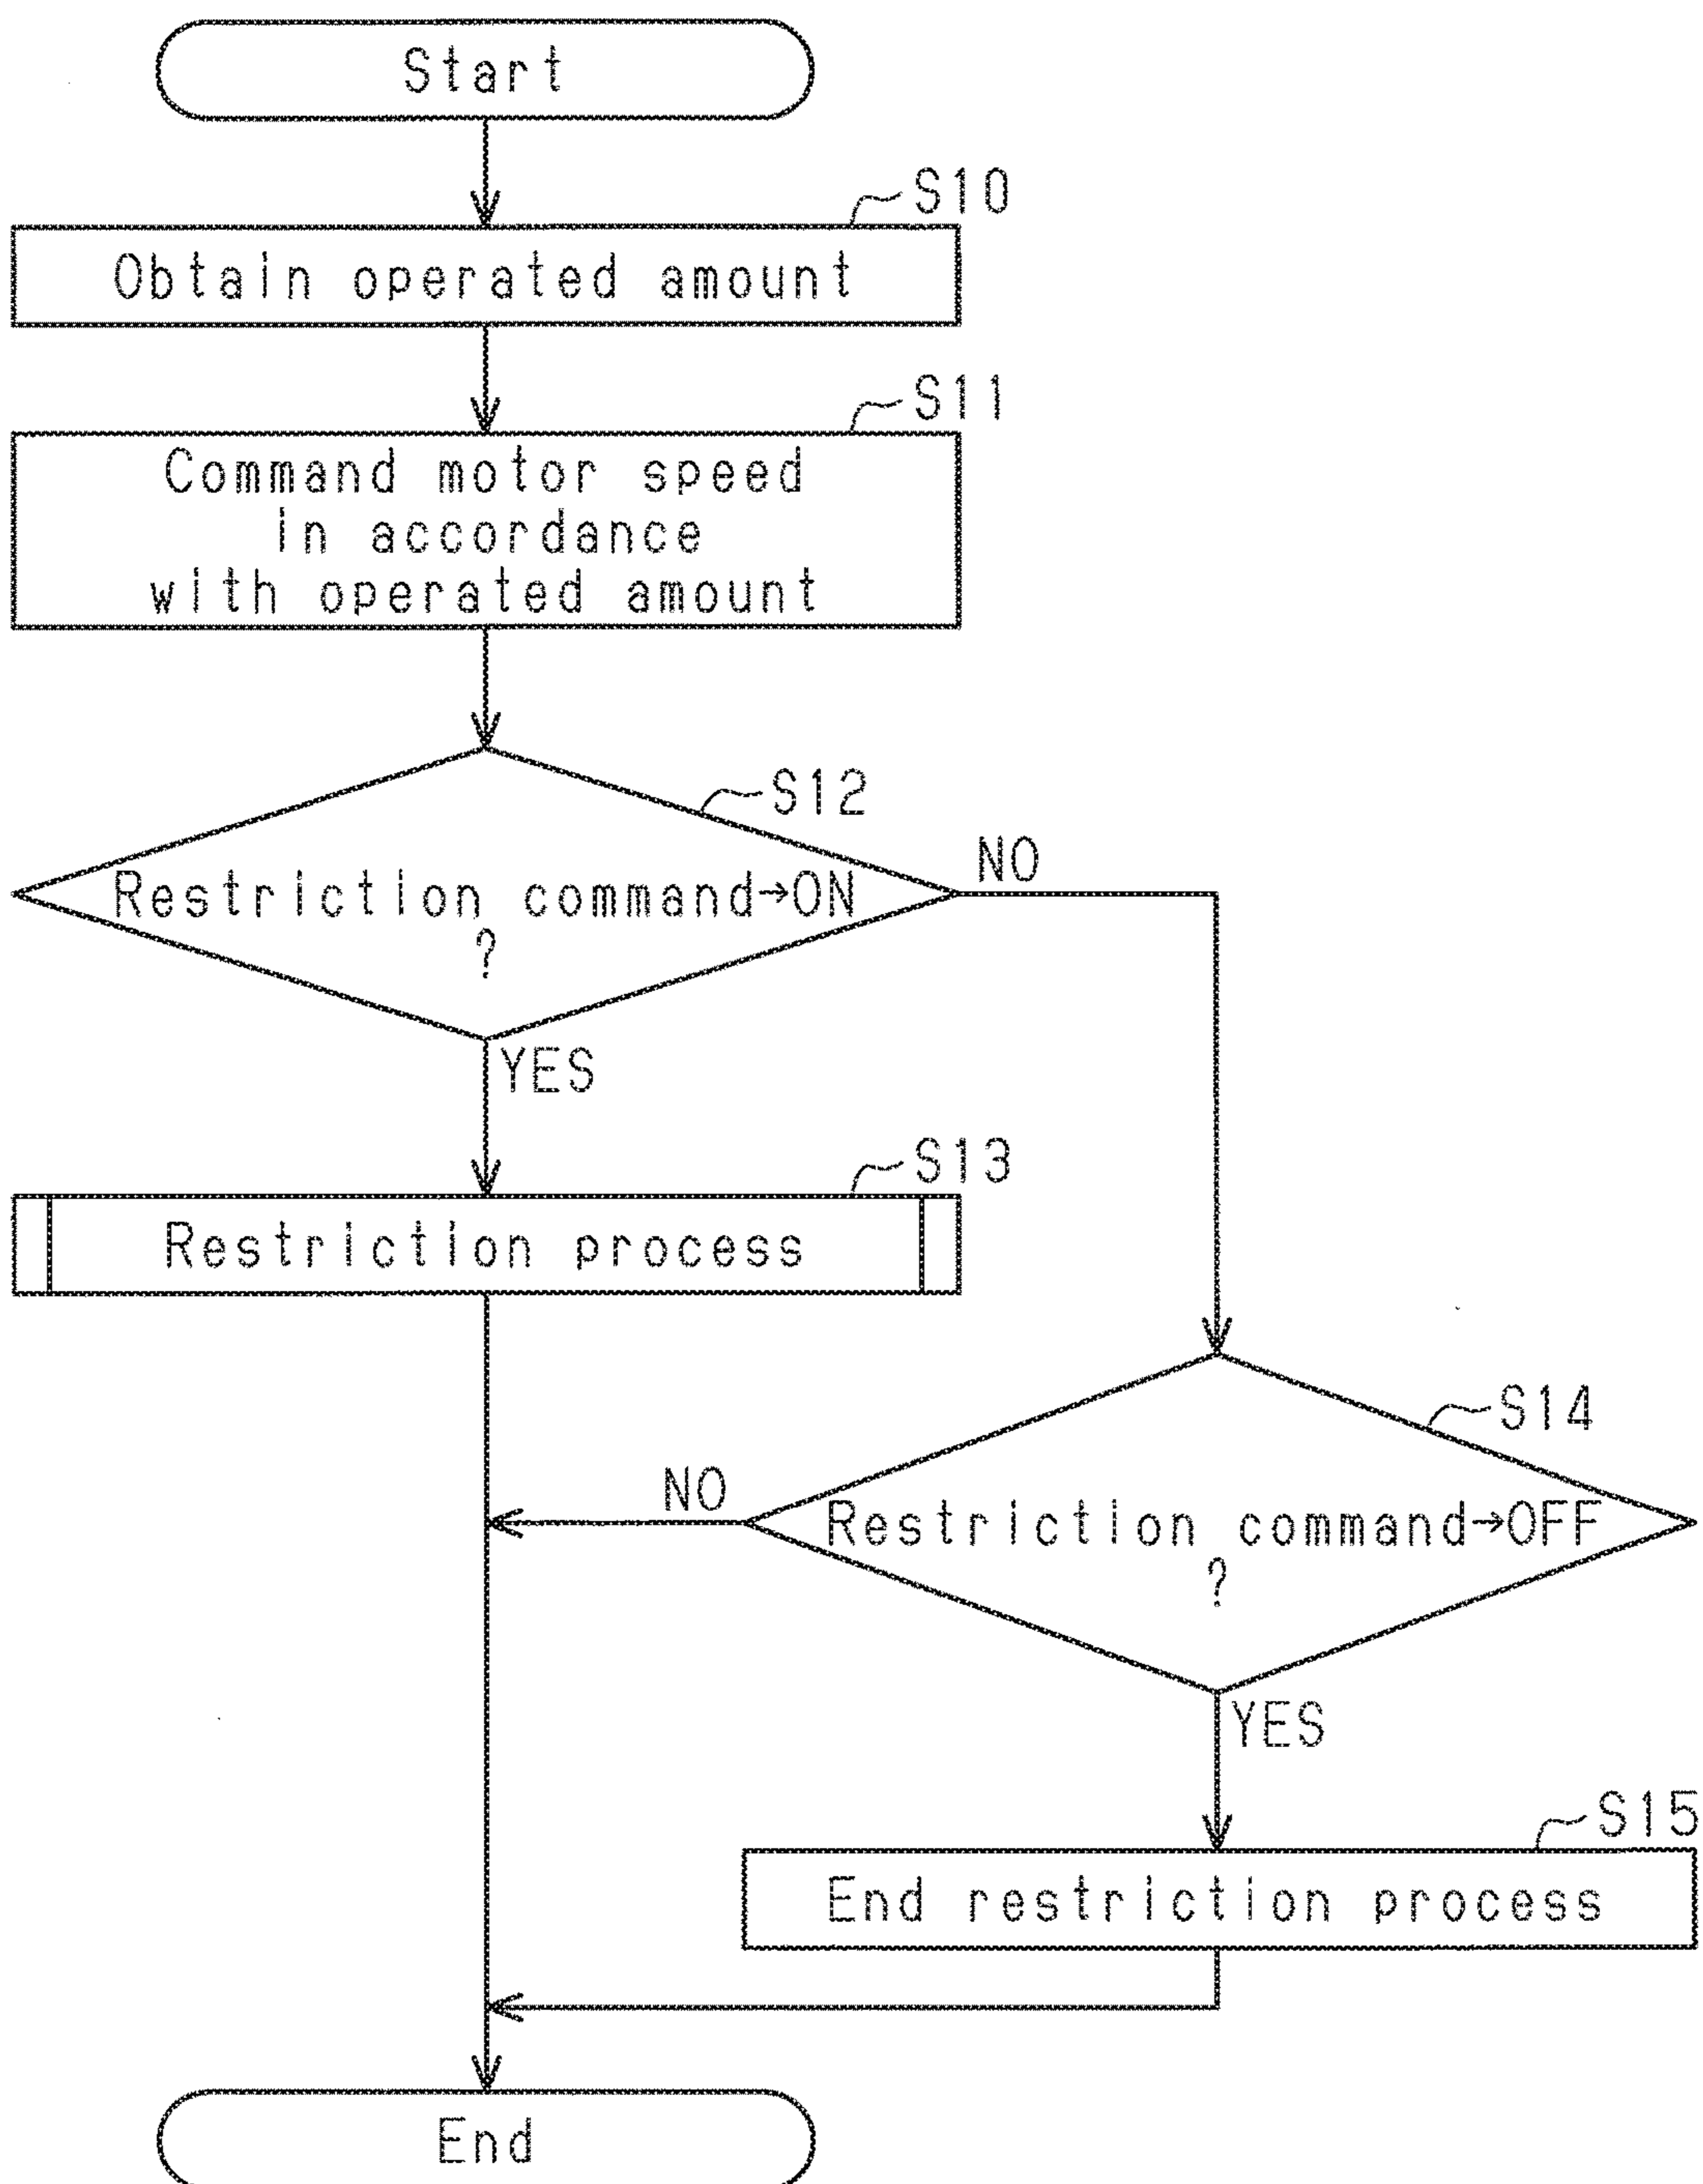 Start
S10
Obtain operated amount
S11
Command motor speed
in accordance
with operated amount
S12
Restriction command→ON
?
NO
YES
S13
Restriction process
S14
NO
Restriction command→OFF
?
YES
S15
End restriction process
End